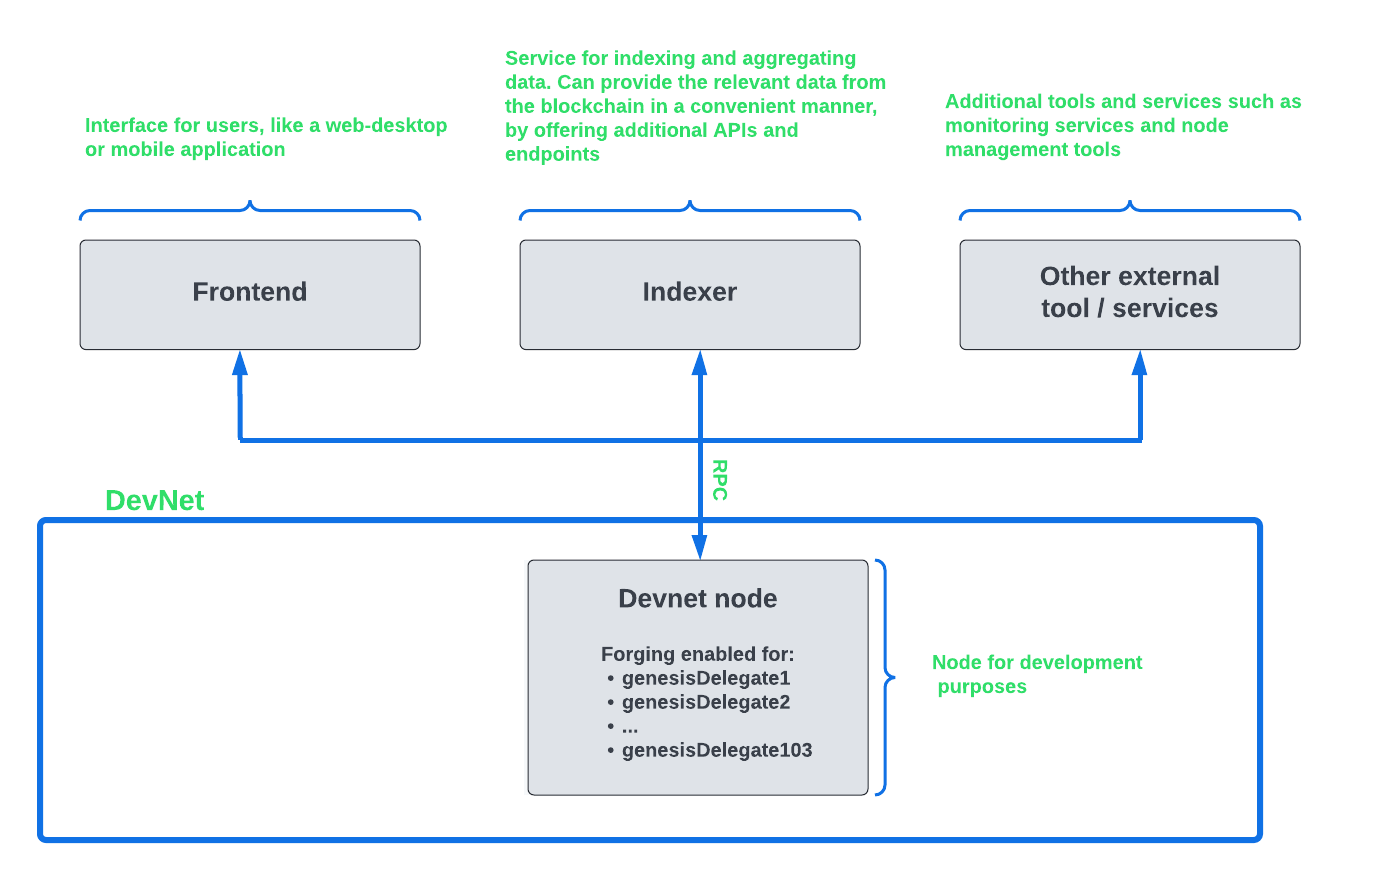 Interface for users, like a web-desktop
or mobile application
Service for indexing and aggregating
data. Can provide the relevant data from
the blockchain in a convenient manner,
by offering additional APIs and
endpoints
Additional tools and services such as
monitoring services and node
management tools
Frontend
Indexer
Other external
tool / services
RPC
DevNet
Devnet node
Forging enabled for:
• genesisDelegate1
• genesisDelegate2
• ...
• genesisDelegate103
Node for development
purposes